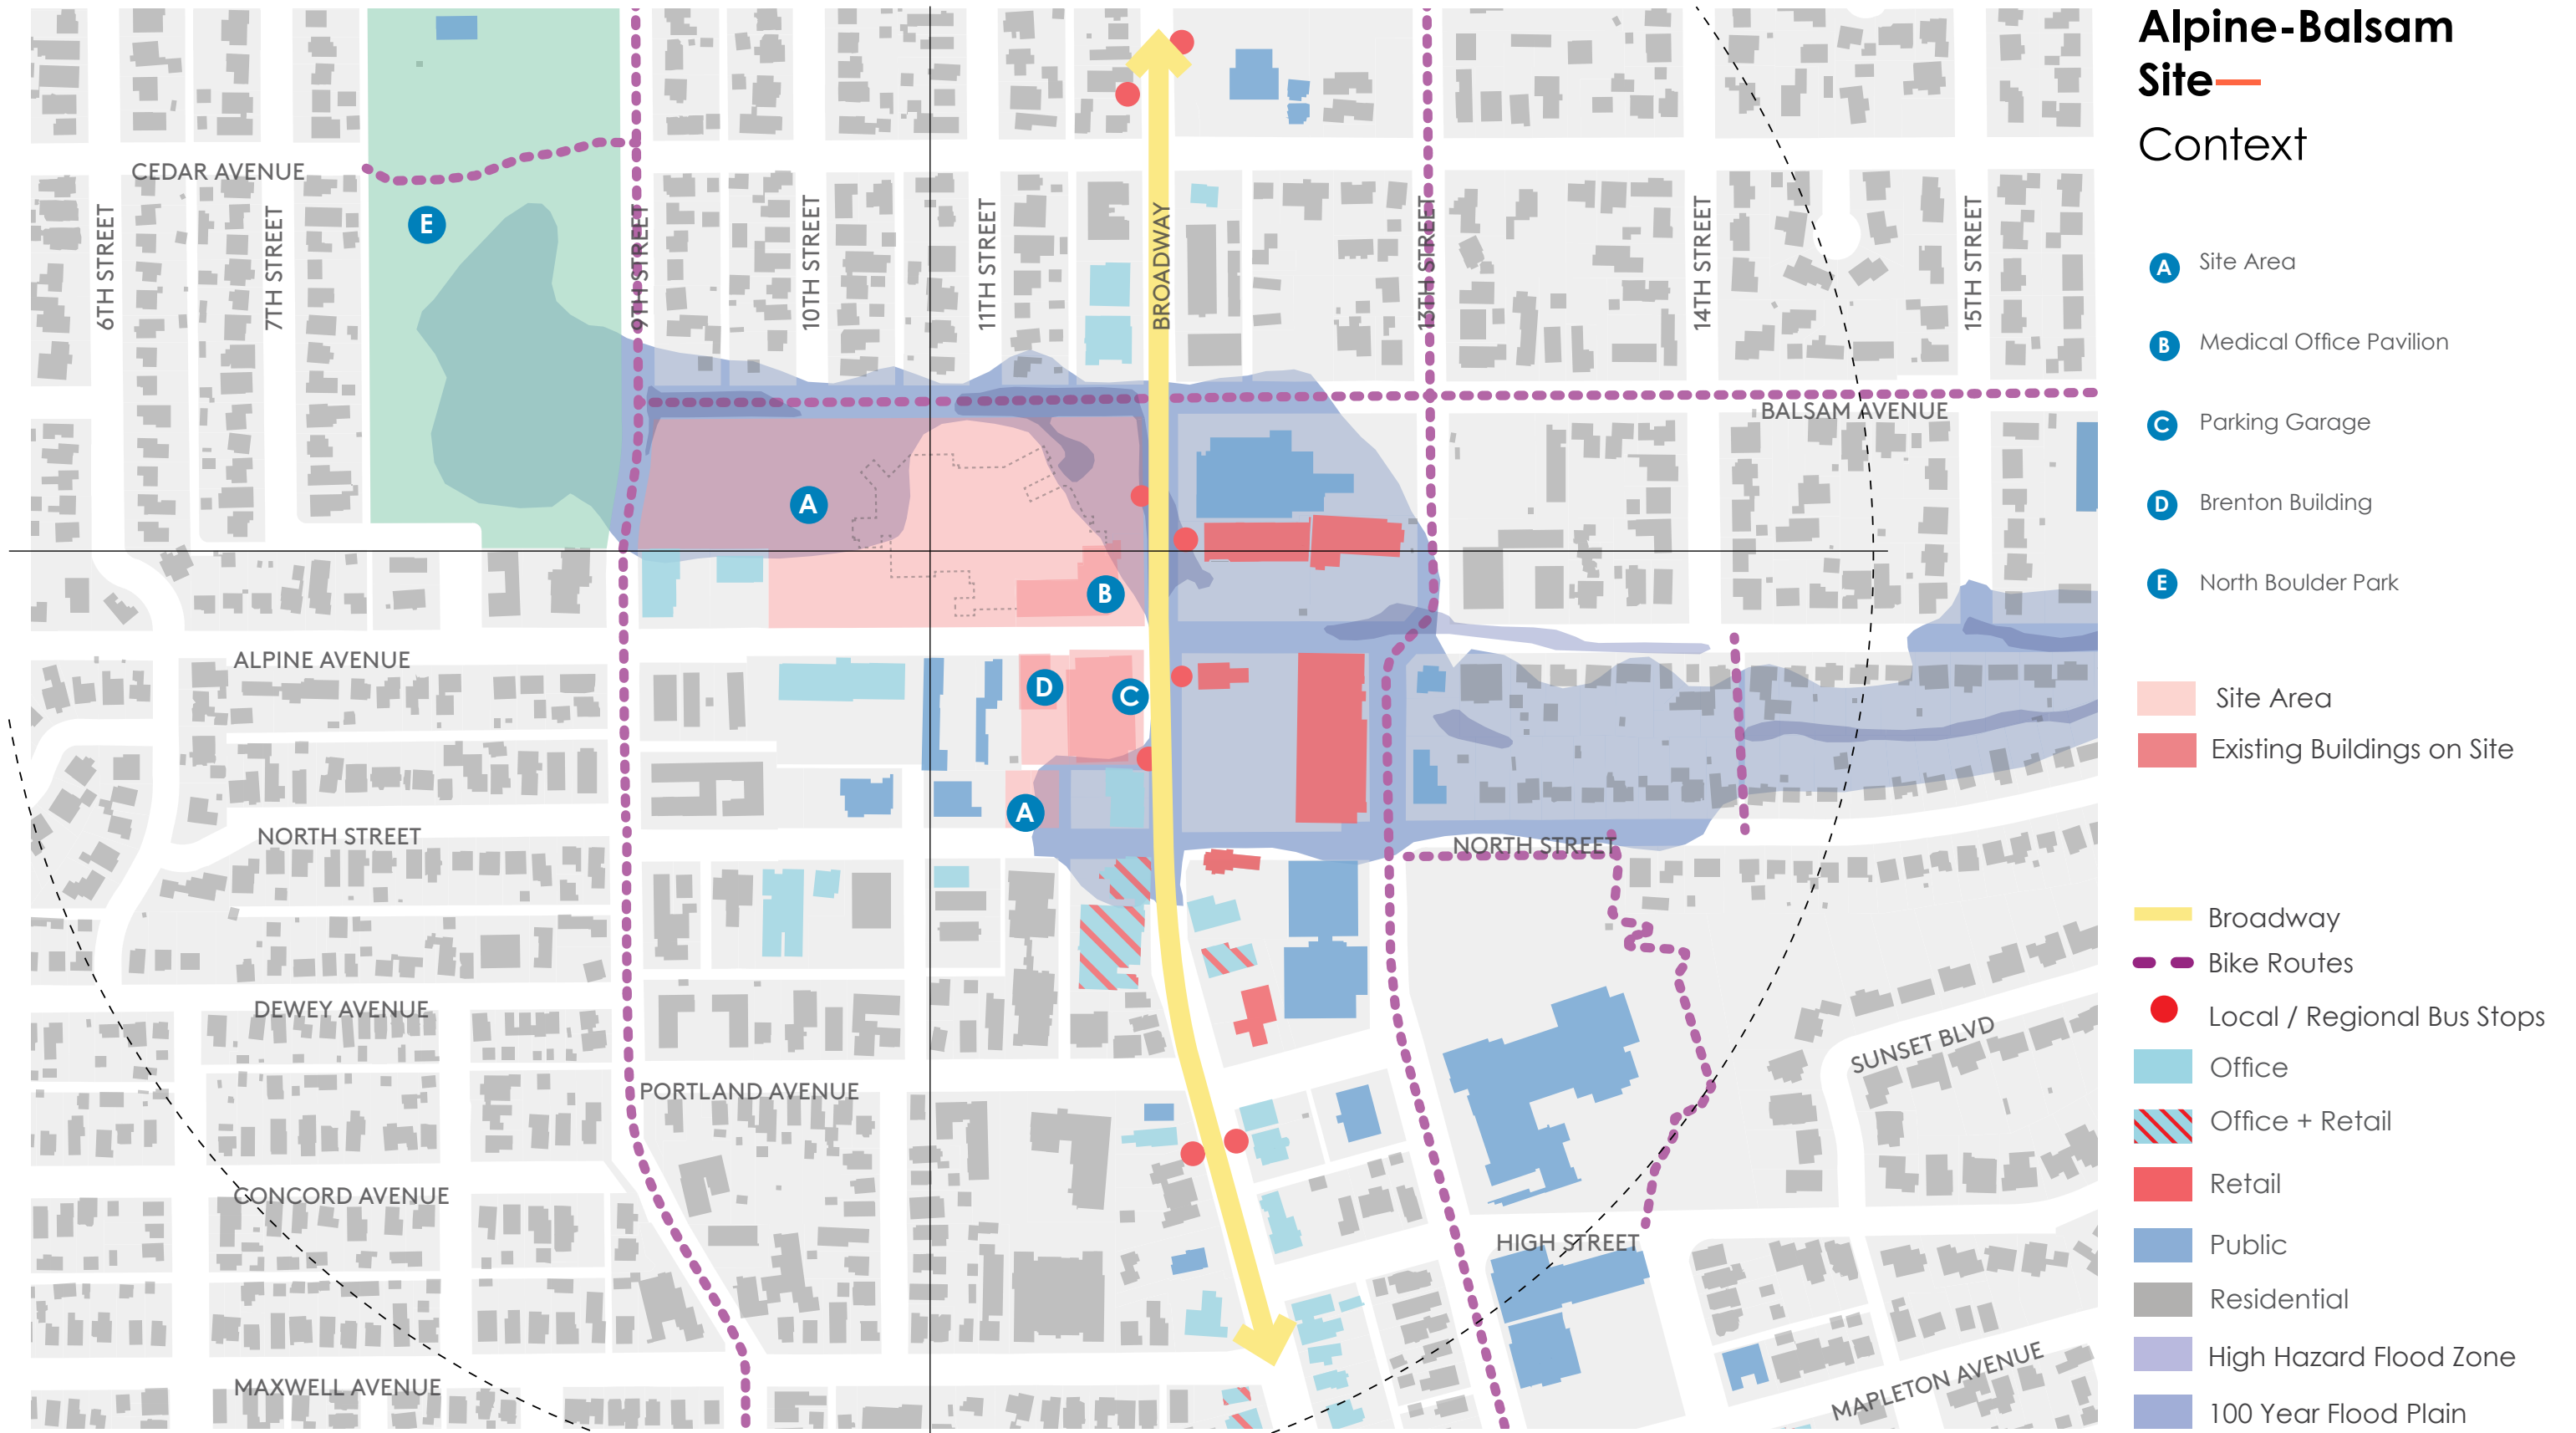 Alpine-Balsam
Site—
Context
A Site Area
B Medical Office Pavilion
C Parking Garage
D Brenton Building
E North Boulder Park
Site Area
Existing Buildings on Site
Broadway
Bike Routes
Local / Regional Bus Stops
Office
Office + Retail
Retail
Public
Residential
High Hazard Flood Zone
100 Year Flood Plain
CEDAR AVENUE
E
6TH STREET
7TH STREET
9TH STREET
10TH STREET
11TH STREET
BROADWAY
13TH STREET
14TH STREET
15TH STREET
BALSAM AVENUE
A
B
ALPINE AVENUE
D
C
A
NORTH STREET
NORTH STREET
DEWEY AVENUE
SUNSET BLVD
PORTLAND AVENUE
CONCORD AVENUE
HIGH STREET
MAXWELL AVENUE
MAPLETON AVENUE